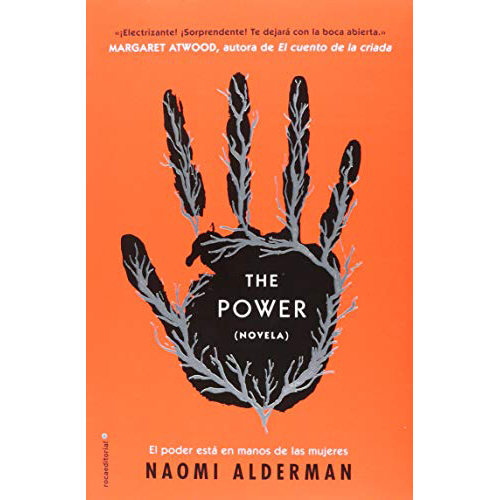 «¡Electrizante! ¡Sorprendente! Te dejará con la boca abierta.»
MARGARET ATWOOD, autora de El cuento de la criada
THE
POWER
(NOVELA)
El poder está en manos de las mujeres
NAOMI ALDERMAN
rocaeditorial